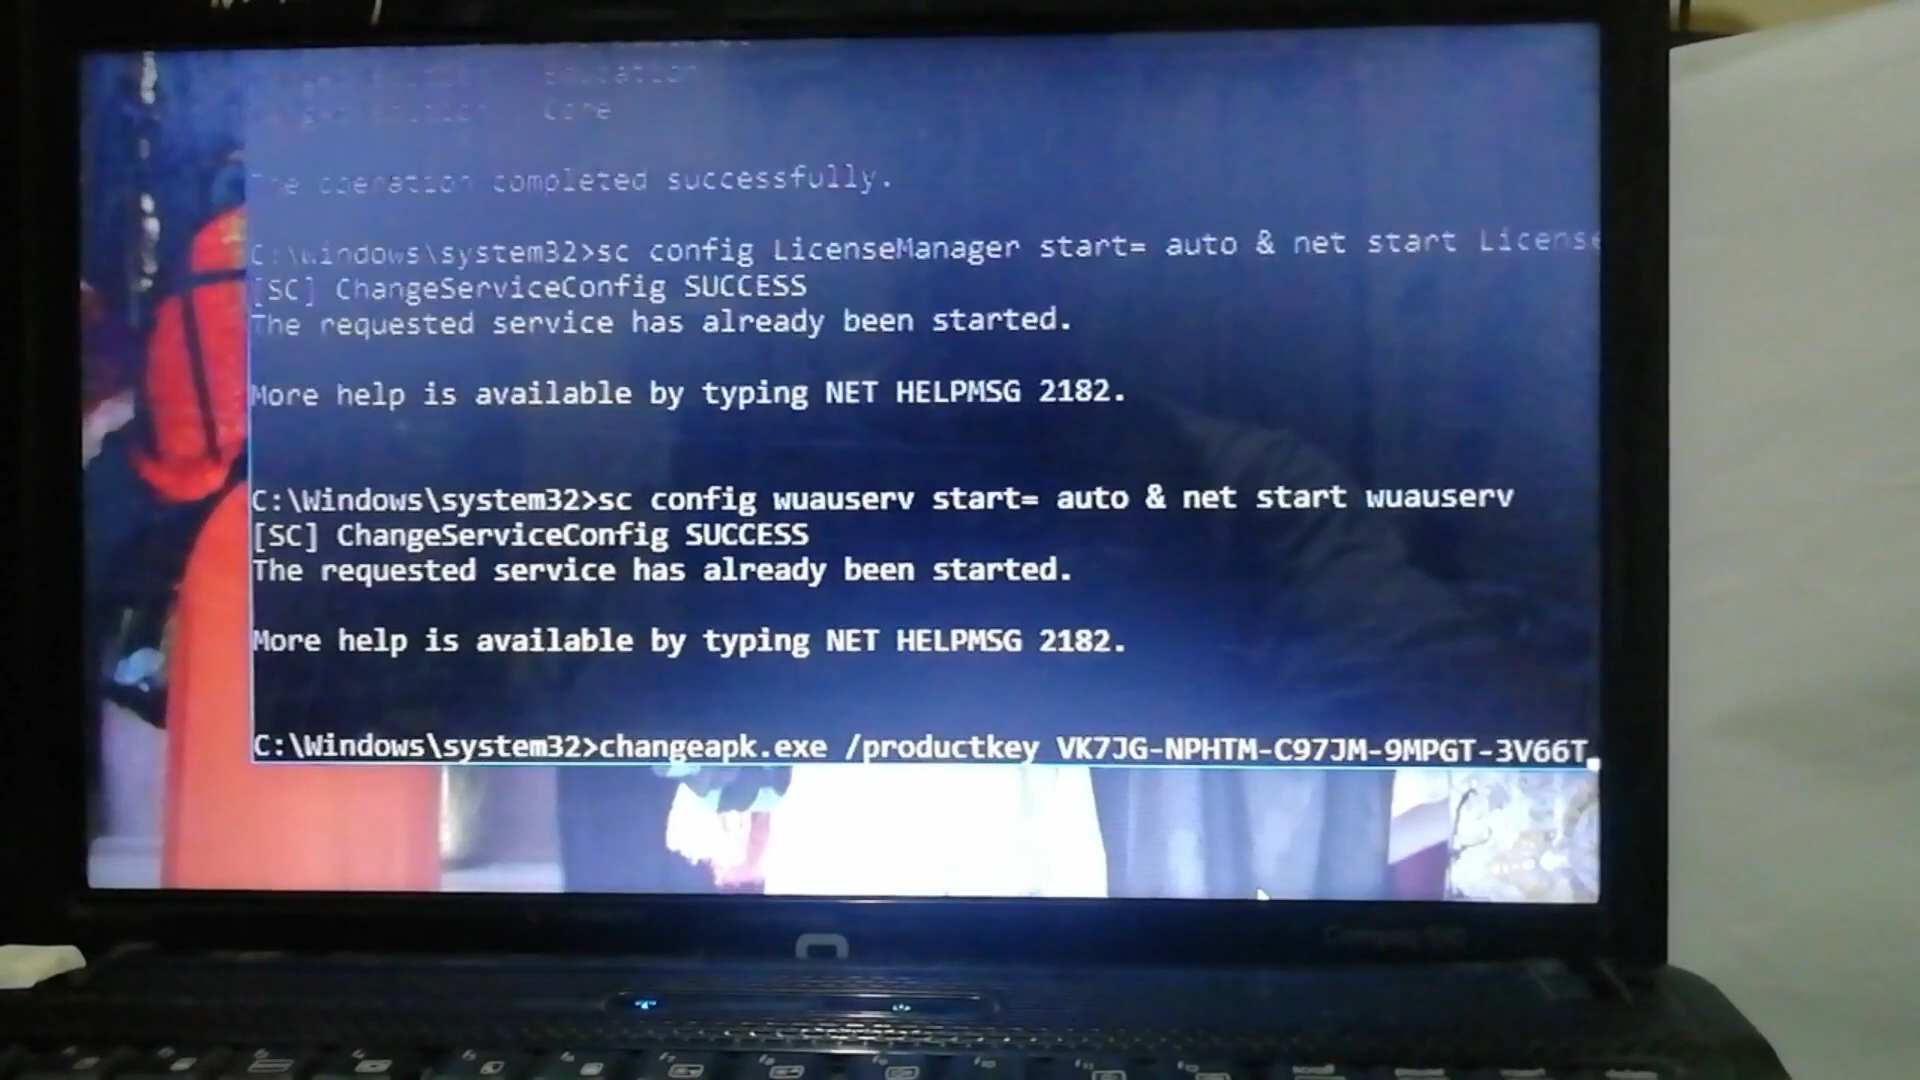 Education
Core
The operation completed successfully.
C:\Windows\system32>sc config LicenseManager start= auto & net start License
[SC] ChangeServiceConfig SUCCESS
The requested service has already been started.
More help is available by typing NET HELPMSG 2182.
C:\Windows\system32>sc config wuauserv start= auto & net start wuauserv
[SC] ChangeServiceConfig SUCCESS
The requested service has already been started.
More help is available by typing NET HELPMSG 2182.
C:\Windows\system32>changeapk.exe /productkey VK7JG-NPHTM-C97JM-9MPGT-3V66T